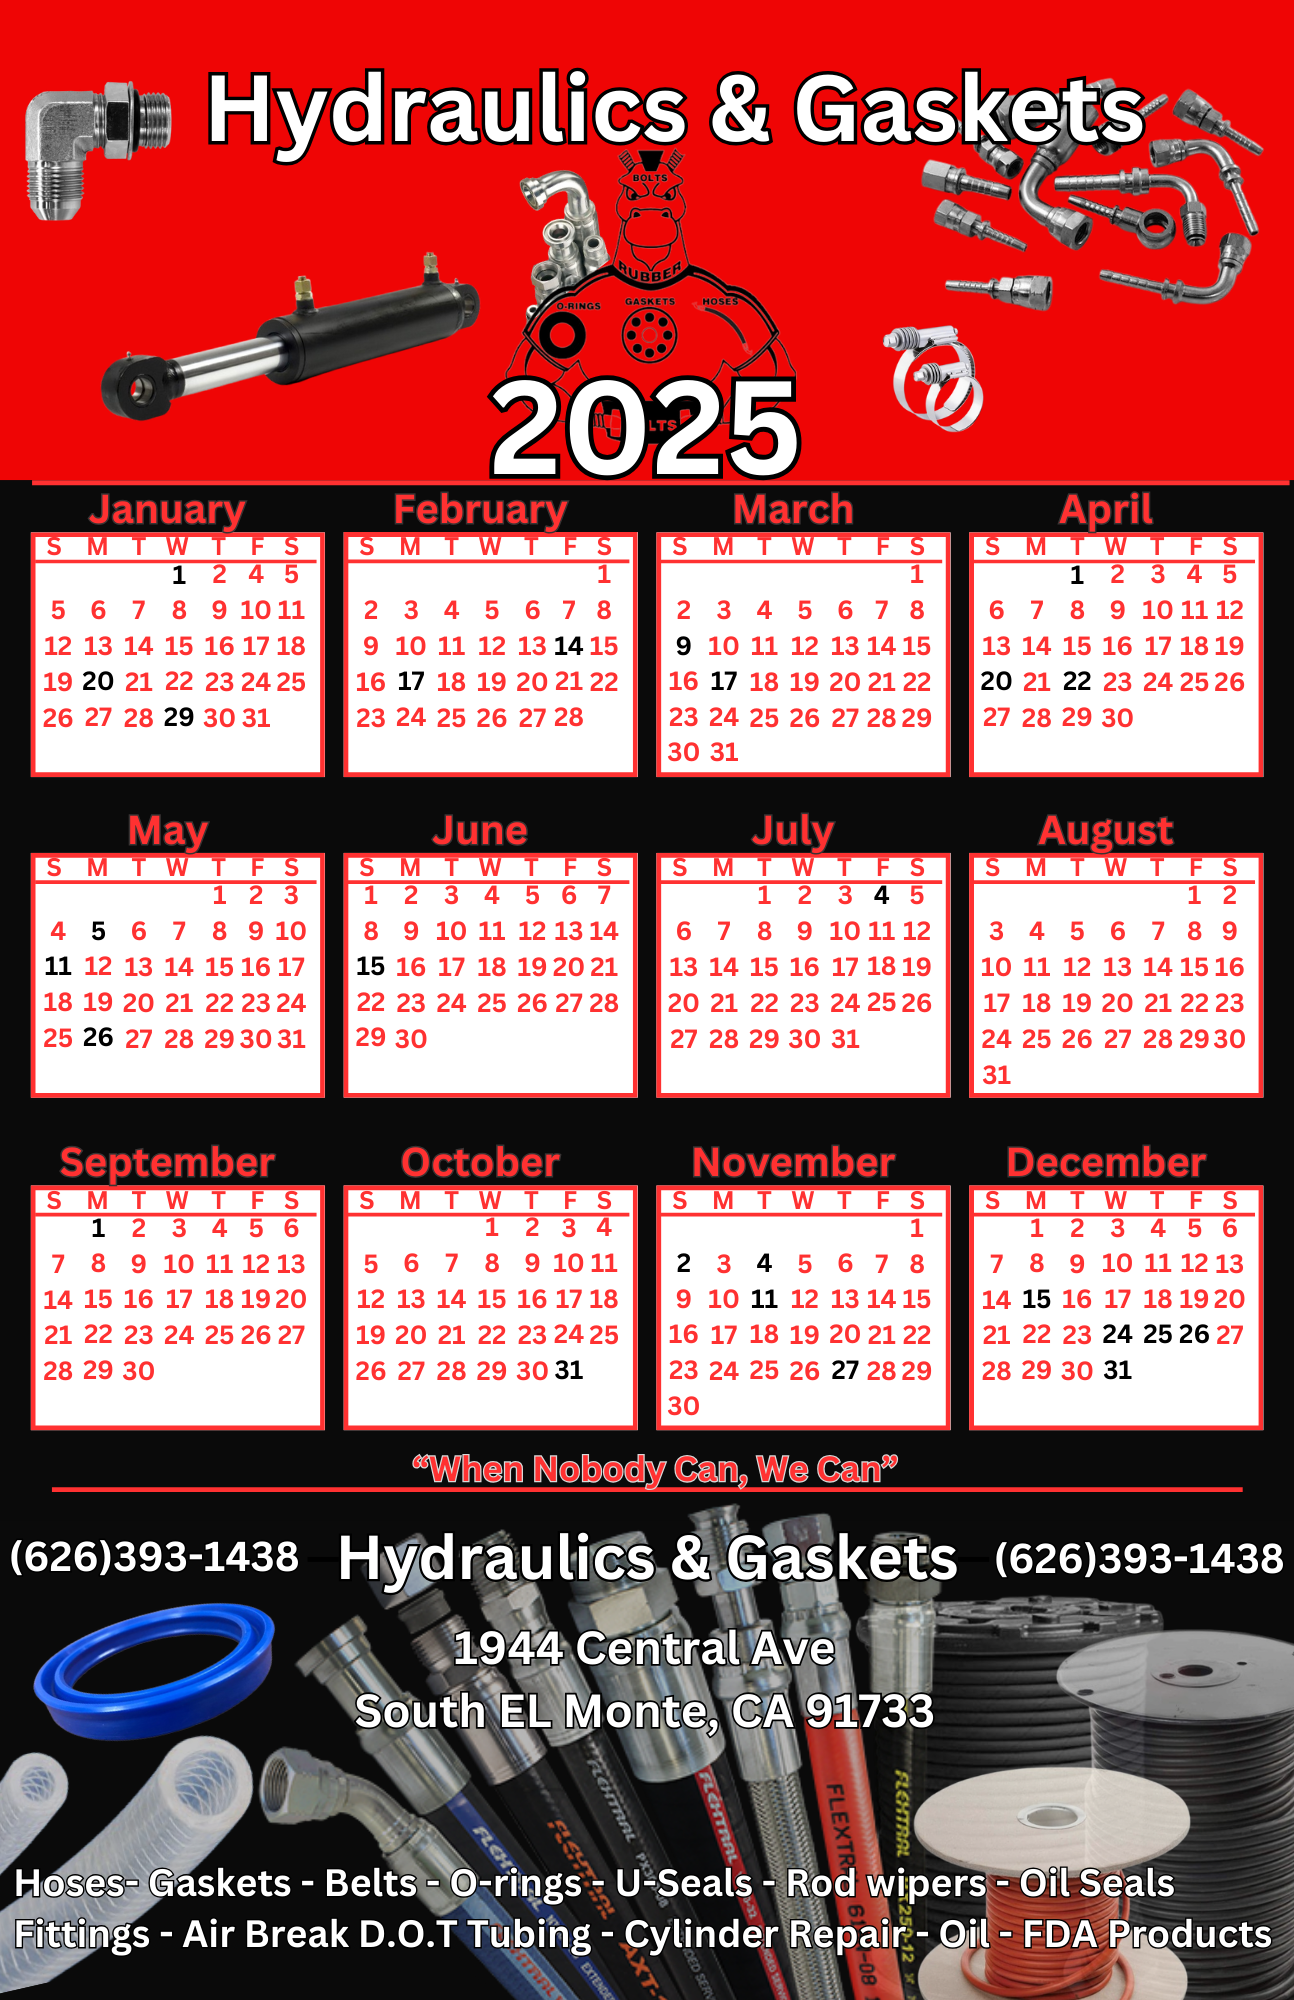 Hydraulics & Gaskets
BOLTS
RUBBER
O-RINGS GASKETS HOSES
LTS
2025
January February March April
S M T W T F S S M T W T F S S M T W T F S S M T W T F S
1 2 4 5 1 1 1 2 3 4 5
5 6 7 8 9 10 11 2 3 4 5 6 7 8 2 3 4 5 6 7 8 6 7 8 9 10 11 12
12 13 14 15 16 17 18 9 10 11 12 13 14 15 9 10 11 12 13 14 15 13 14 15 16 17 18 19
19 20 21 22 23 24 25 16 17 18 19 20 21 22 16 17 18 19 20 21 22 20 21 22 23 24 25 26
26 27 28 29 30 31 23 24 25 26 27 28 23 24 25 26 27 28 29 27 28 29 30
30 31
May June July August
S M T W T F S S M T W T F S S M T W T F S S M T W T F S
1 2 3 1 2 3 4 5 6 7 1 2 3 4 5 1 2
4 5 6 7 8 9 10 8 9 10 11 12 13 14 6 7 8 9 10 11 12 3 4 5 6 7 8 9
11 12 13 14 15 16 17 15 16 17 18 19 20 21 13 14 15 16 17 18 19 10 11 12 13 14 15 16
18 19 20 21 22 23 24 22 23 24 25 26 27 28 20 21 22 23 24 25 26 17 18 19 20 21 22 23
25 26 27 28 29 30 31 29 30 27 28 29 30 31 24 25 26 27 28 29 30
31
September October November December
S M T W T F S S M T W T F S S M T W T F S S M T W T F S
1 2 3 4 5 6 1 2 3 4 1 1 2 3 4 5 6
7 8 9 10 11 12 13 5 6 7 8 9 10 11 2 3 4 5 6 7 8 7 8 9 10 11 12 13
14 15 16 17 18 19 20 12 13 14 15 16 17 18 9 10 11 12 13 14 15 14 15 16 17 18 19 20
21 22 23 24 25 26 27 19 20 21 22 23 24 25 16 17 18 19 20 21 22 21 22 23 24 25 26 27
28 29 30 26 27 28 29 30 31 23 24 25 26 27 28 29 28 29 30 31
30
“When Nobody Can, We Can”
(626)393-1438 Hydraulics & Gaskets (626)393-1438
1944 Central Ave
South EL Monte, CA 91733
FLEXTRAL
FLEXTRAL
FLEXTRAL
FLEXTRAL
Hoses- Gaskets - Belts - O-rings - U-Seals - Rod wipers - Oil Seals
Fittings - Air Break D.O.T Tubing - Cylinder Repair - Oil - FDA Products